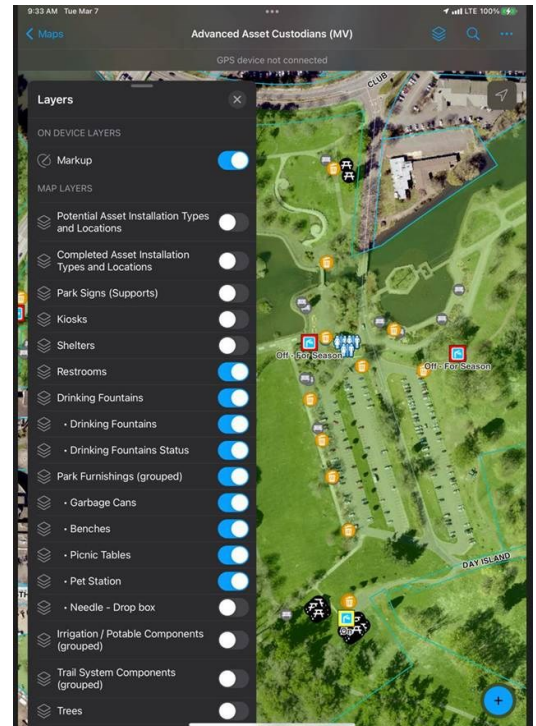 9:33 AM Tue Mar 7
LTE 100%
Maps
Advanced Asset Custodians (MV)
GPS device not connected
Layers
ON DEVICE LAYERS
Markup
MAP LAYERS
Potential Asset Installation Types
and Locations
Completed Asset Installation
Types and Locations
Park Signs (Supports)
Kiosks
Shelters
Restrooms
Drinking Fountains
• Drinking Fountains
• Drinking Fountains Status
Park Furnishings (grouped)
• Garbage Cans
• Benches
• Picnic Tables
• Pet Station
• Needle - Drop box
Irrigation / Potable Components
(grouped)
Trail System Components
(grouped)
Trees
CLUB
Off - For Season
Off - For Season
DAY ISLAND